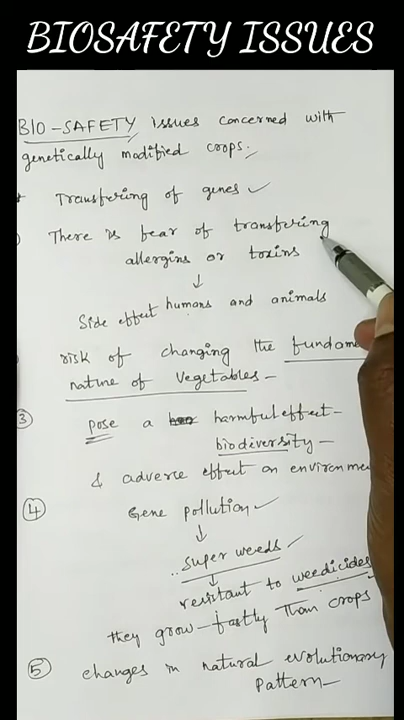 BIOSAFETY ISSUES
BIO-SAFETY issues concerned with
genetically modified crops:
Transfering of genes
There is fear of transfering
allergins or toxins
↓
Side effect humans and animals
risk of changing the fundame
nature of vegetables -
③ pose a harmful effect -
biodiversity -
& adverse effect on environme
④ Gene pollution
↓
super weeds
↓
resistant to weedicides
they grow - fastly than crops
⑤ changes in natural evolutionary
pattern -